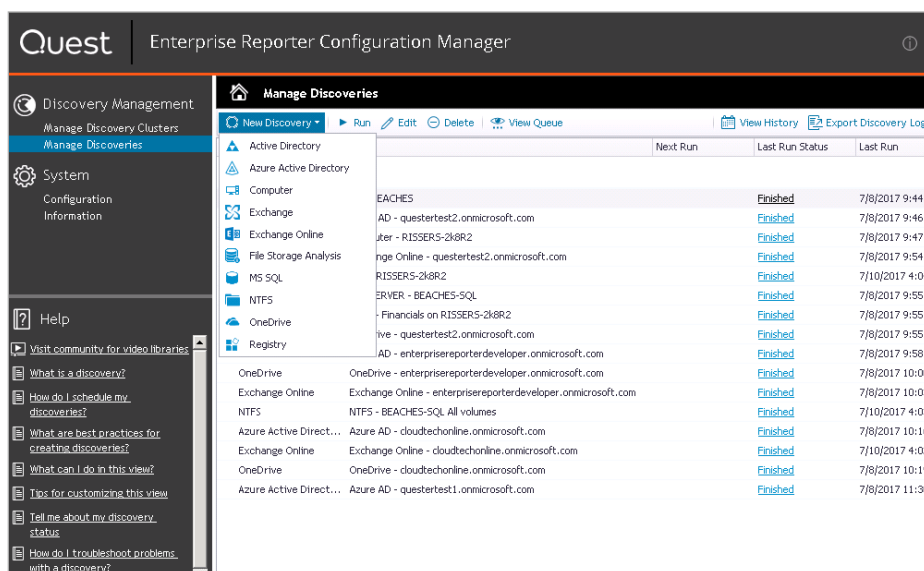 Quest
Enterprise Reporter Configuration Manager
Discovery Management
Manage Discovery Clusters
Manage Discoveries
System
Configuration
Information
? Help
Visit community for video libraries
What is a discovery?
How do I schedule my
discoveries?
What are best practices for
creating discoveries?
What can I do in this view?
Tips for customizing this view
Tell me about my discovery
status
How do I troubleshoot problems
with a discovery?
Manage Discoveries
New Discovery Run Edit Delete View Queue View History Export Discovery Log
Active Directory
Azure Active Directory
Computer
Exchange
Exchange Online
File Storage Analysis
MS SQL
NTFS
OneDrive
Registry
Next Run Last Run Status Last Run
EACHES Finished 7/8/2017 9:44
AD - questertest2.onmicrosoft.com Finished 7/8/2017 9:46
uter - RISSERS-2k8R2 Finished 7/8/2017 9:47
nge Online - questertest2.onmicrosoft.com Finished 7/8/2017 9:54
RISSERS-2k8R2 Finished 7/10/2017 4:0
ERVER - BEACHES-SQL Finished 7/8/2017 9:55
- Financials on RISSERS-2k8R2 Finished 7/8/2017 9:55
rive - questertest2.onmicrosoft.com Finished 7/8/2017 9:55
AD - enterprisereporterdeveloper.onmicrosoft.com Finished 7/8/2017 9:58
OneDrive OneDrive - enterprisereporterdeveloper.onmicrosoft.com Finished 7/8/2017 10:0
Exchange Online Exchange Online - enterprisereporterdeveloper.onmicrosoft.com Finished 7/8/2017 10:0
NTFS NTFS - BEACHES-SQL All volumes Finished 7/10/2017 4:0
Azure Active Direct... Azure AD - cloudtechonline.onmicrosoft.com Finished 7/8/2017 10:1
Exchange Online Exchange Online - cloudtechonline.onmicrosoft.com Finished 7/10/2017 4:0
OneDrive OneDrive - cloudtechonline.onmicrosoft.com Finished 7/8/2017 10:1
Azure Active Direct... Azure AD - questertest1.onmicrosoft.com Finished 7/8/2017 11:3